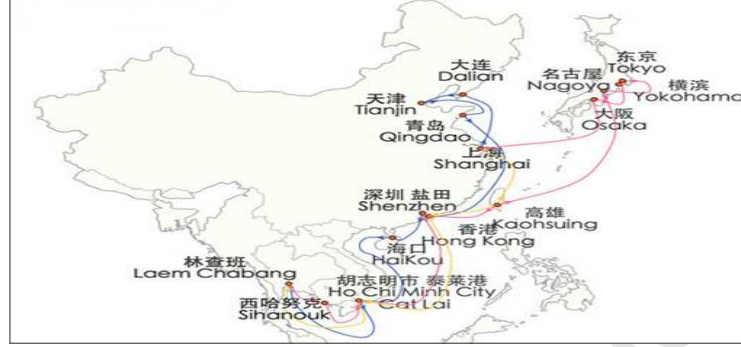 大连
Dalian
天津
Tianjin
青岛
Qingdao
上海
Shanghai
东京
Tokyo
名古屋
Nagoya
横滨
Yokohama
大阪
Osaka
深圳 盐田
Shenzhen
高雄
Kaohsuing
香港
Hong Kong
海口
HaiKou
林查班
Laem Chabang
西哈努克
Sihanouk
胡志明市 泰莱港
Ho Chi Minh City
Cat Lai